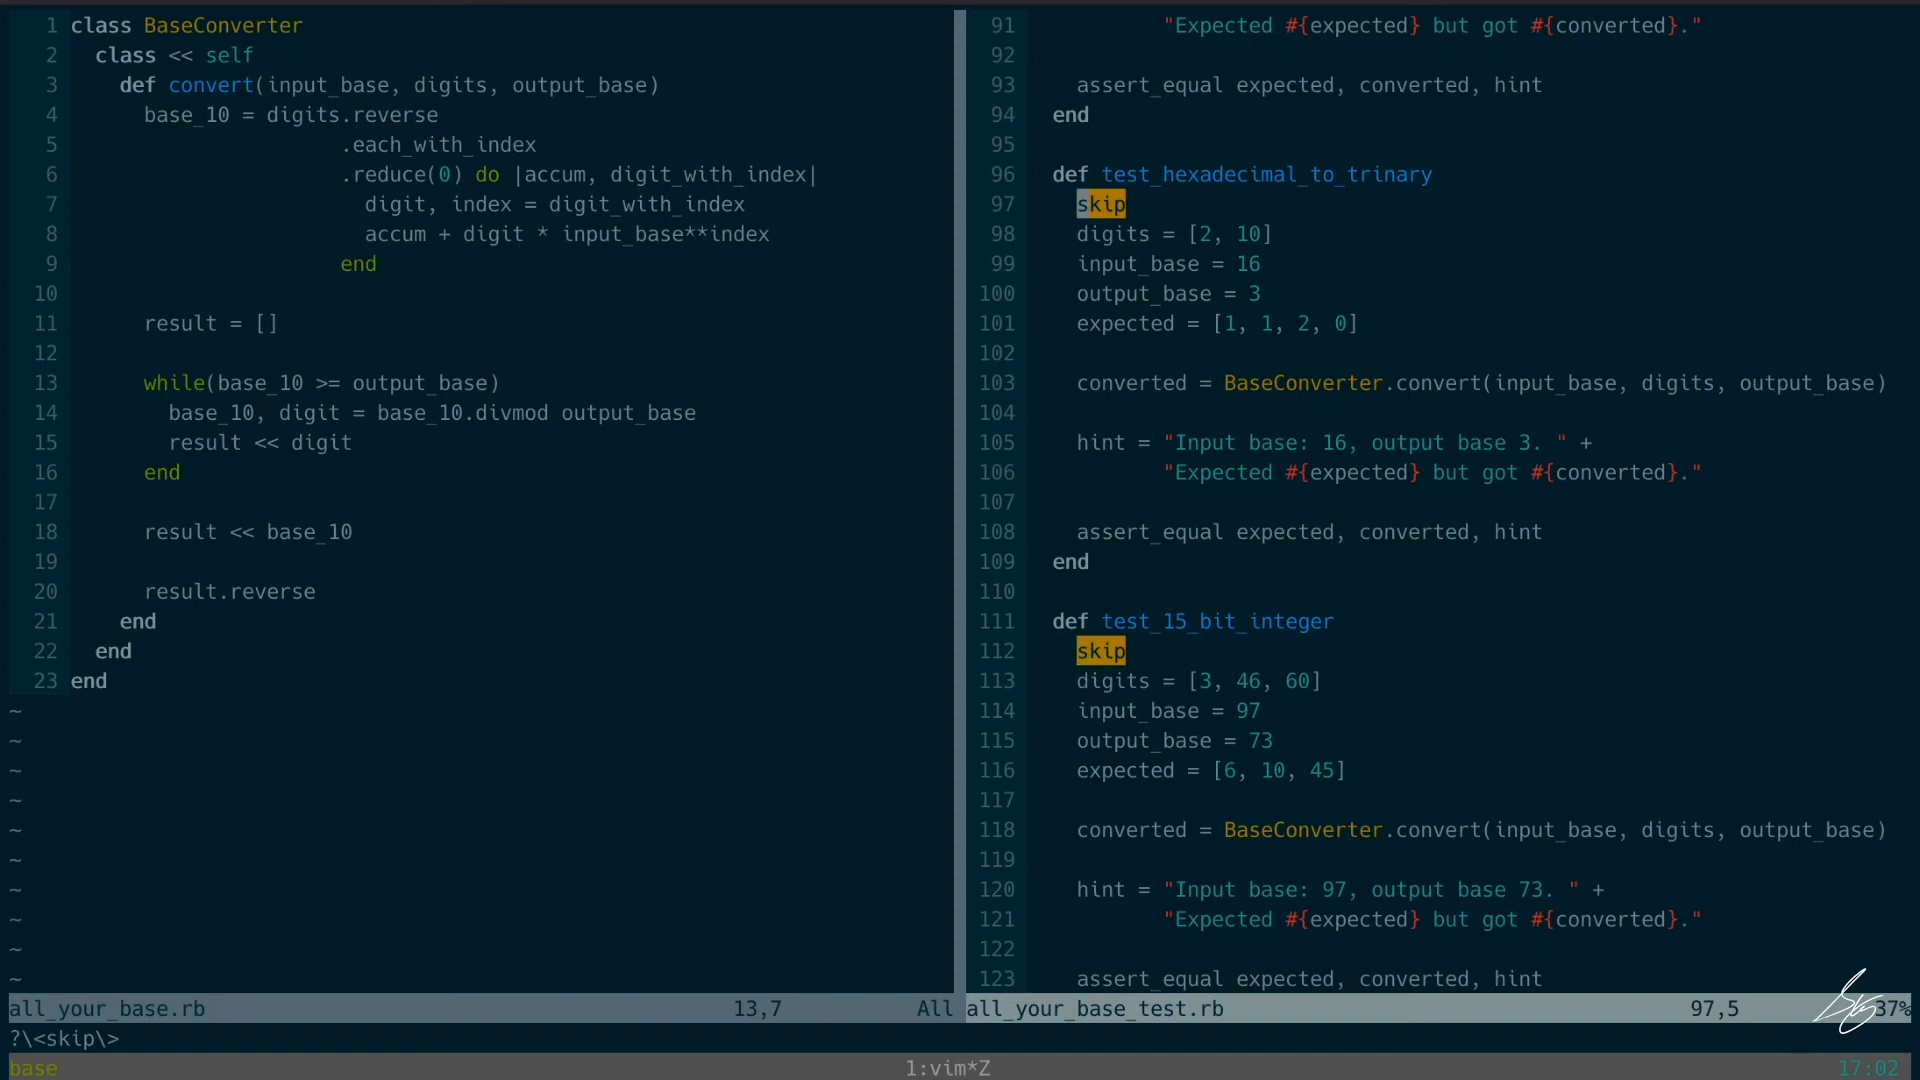 1 class BaseConverter
2   class << self
3     def convert(input_base, digits, output_base)
4       base_10 = digits.reverse
5                       .each_with_index
6                       .reduce(0) do |accum, digit_with_index|
7                         digit, index = digit_with_index
8                         accum + digit * input_base**index
9                       end
10
11       result = []
12
13       while(base_10 >= output_base)
14         base_10, digit = base_10.divmod output_base
15         result << digit
16       end
17
18       result << base_10
19
20       result.reverse
21     end
22   end
23 end
~
~
~
~
~
~
~
~
~
~
all_your_base.rb 13,7 All
91          "Expected #{expected} but got #{converted}."
92
93   assert_equal expected, converted, hint
94 end
95
96 def test_hexadecimal_to_trinary
97   skip
98   digits = [2, 10]
99   input_base = 16
100   output_base = 3
101   expected = [1, 1, 2, 0]
102
103   converted = BaseConverter.convert(input_base, digits, output_base)
104
105   hint = "Input base: 16, output base 3. " +
106          "Expected #{expected} but got #{converted}."
107
108   assert_equal expected, converted, hint
109 end
110
111 def test_15_bit_integer
112   skip
113   digits = [3, 46, 60]
114   input_base = 97
115   output_base = 73
116   expected = [6, 10, 45]
117
118   converted = BaseConverter.convert(input_base, digits, output_base)
119
120   hint = "Input base: 97, output base 73. " +
121          "Expected #{expected} but got #{converted}."
122
123   assert_equal expected, converted, hint
all_your_base_test.rb 97,5 37%
?\<skip\>
base 1:vim*Z 17:02